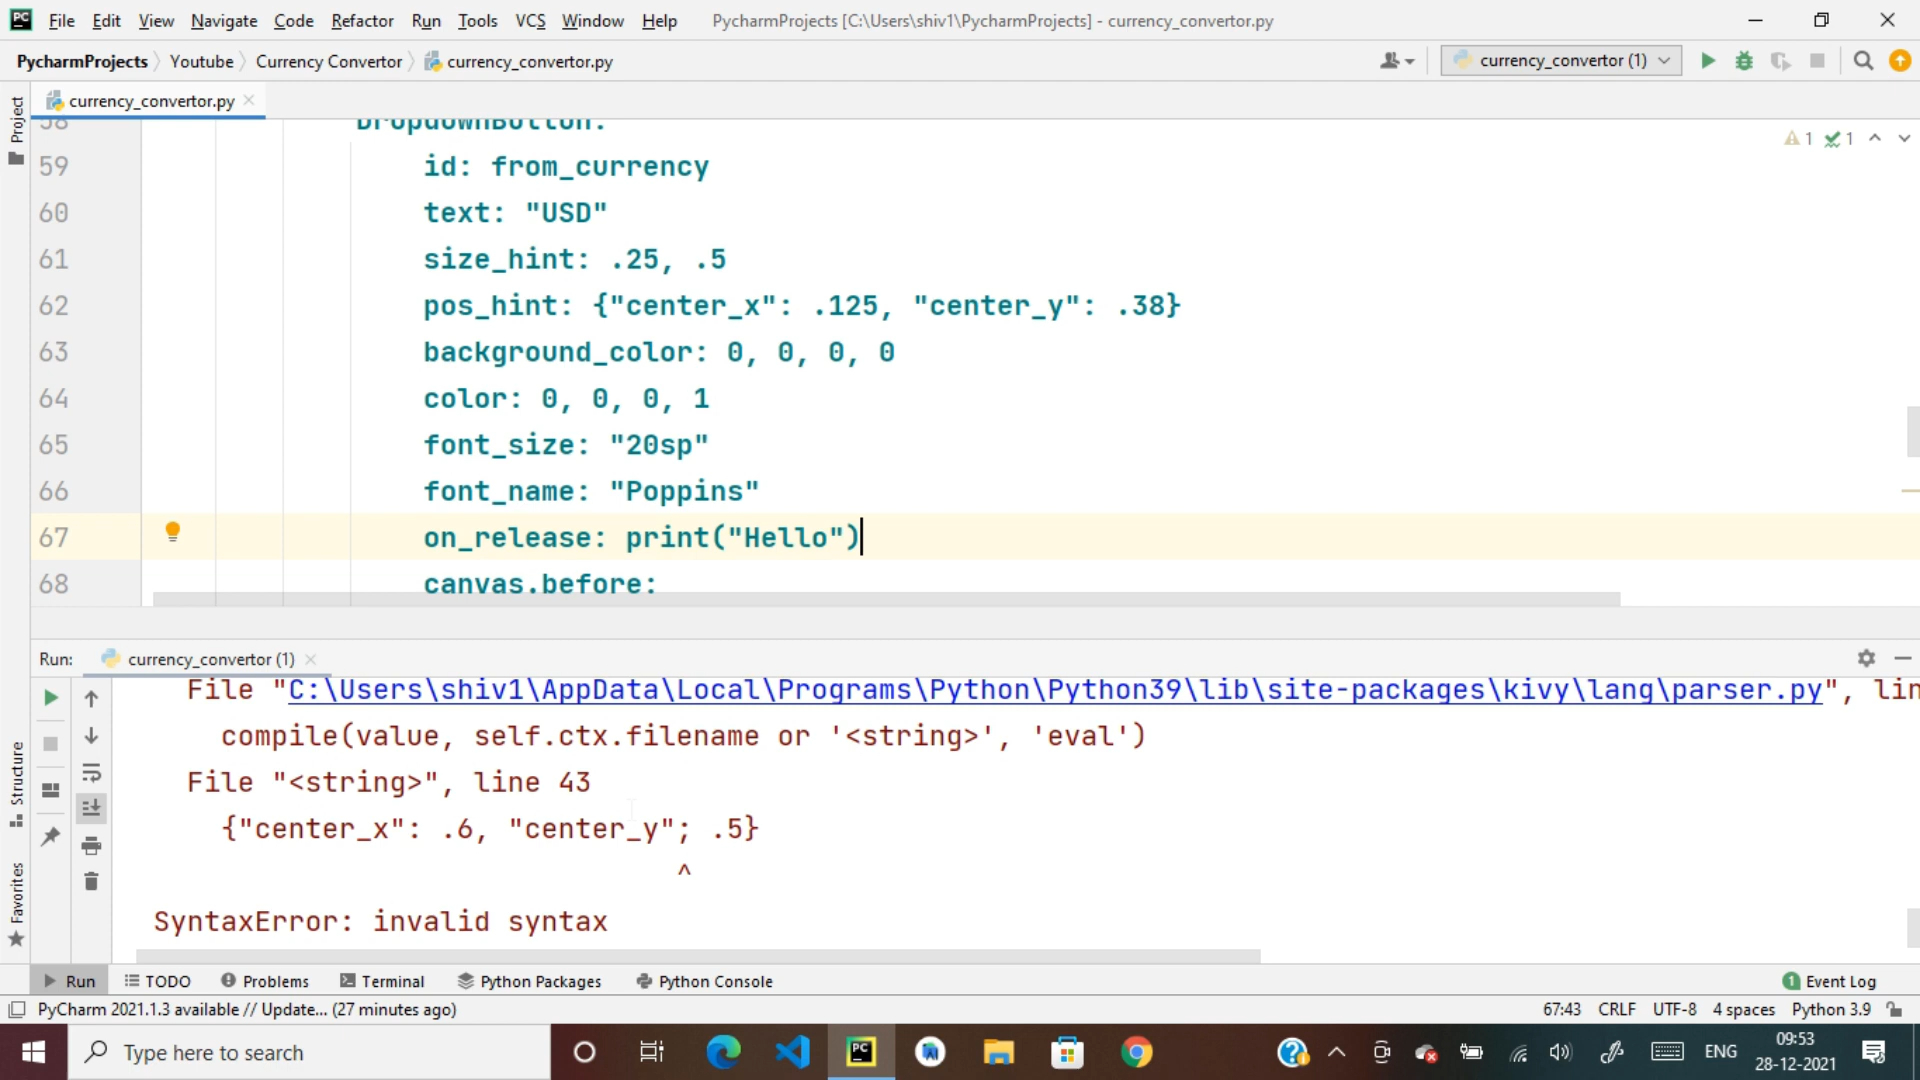 PC File Edit View Navigate Code Refactor Run Tools VCS Window Help PycharmProjects [C:\Users\shiv1\PycharmProjects] - currency_convertor.py
PycharmProjects Youtube Currency Convertor currency_convertor.py currency_convertor (1)
Project
currency_convertor.py
1 1
58 DropdownButton:
59 id: from_currency
60 text: "USD"
61 size_hint: .25, .5
62 pos_hint: {"center_x": .125, "center_y": .38}
63 background_color: 0, 0, 0, 0
64 color: 0, 0, 0, 1
65 font_size: "20sp"
66 font_name: "Poppins"
67 on_release: print("Hello")
68 canvas.before:
Run: currency_convertor (1)
File "C:\Users\shiv1\AppData\Local\Programs\Python\Python39\lib\site-packages\kivy\lang\parser.py", lin
compile(value, self.ctx.filename or '<string>', 'eval')
File "<string>", line 43
{"center_x": .6, "center_y"; .5}
^
SyntaxError: invalid syntax
Structure
Favorites
Run TODO Problems Terminal Python Packages Python Console 1 Event Log
PyCharm 2021.1.3 available // Update... (27 minutes ago) 67:43 CRLF UTF-8 4 spaces Python 3.9
Type here to search PC ENG 09:53
28-12-2021